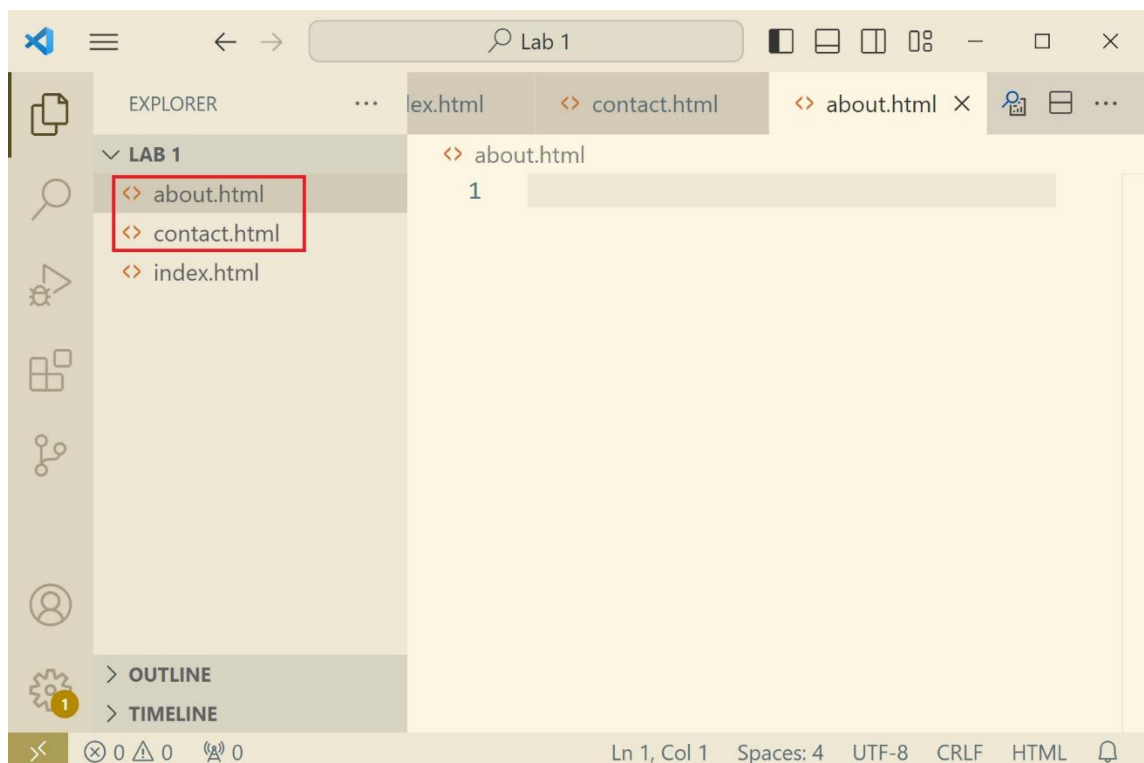 Lab 1
EXPLORER
lex.html
contact.html
about.html
LAB 1
about.html
about.html
1
contact.html
index.html
OUTLINE
1
TIMELINE
0 0 0
Ln 1, Col 1 Spaces: 4 UTF-8 CRLF HTML